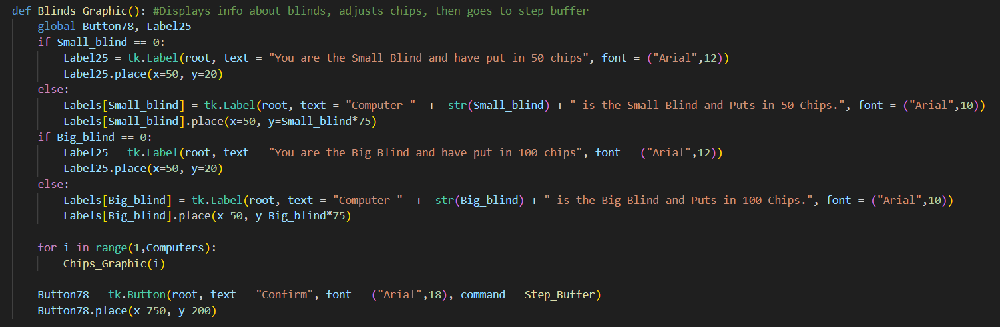 def Blinds_Graphic(): #Displays info about blinds, adjusts chips, then goes to step buffer
    global Button78, Label25
    if Small_blind == 0:
        Label25 = tk.Label(root, text = "You are the Small Blind and have put in 50 chips", font = ("Arial",12))
        Label25.place(x=50, y=20)
    else:
        Labels[Small_blind] = tk.Label(root, text = "Computer "  +  str(Small_blind) + " is the Small Blind and Puts in 50 Chips.", font = ("Arial",10))
        Labels[Small_blind].place(x=50, y=Small_blind*75)
    if Big_blind == 0:
        Label25 = tk.Label(root, text = "You are the Big Blind and have put in 100 chips", font = ("Arial",12))
        Label25.place(x=50, y=20)
    else:
        Labels[Big_blind] = tk.Label(root, text = "Computer "  +  str(Big_blind) + " is the Big Blind and Puts in 100 Chips.", font = ("Arial",10))
        Labels[Big_blind].place(x=50, y=Big_blind*75)

    for i in range(1,Computers):
        Chips_Graphic(i)

    Button78 = tk.Button(root, text = "Confirm", font = ("Arial",18), command = Step_Buffer)
    Button78.place(x=750, y=200)